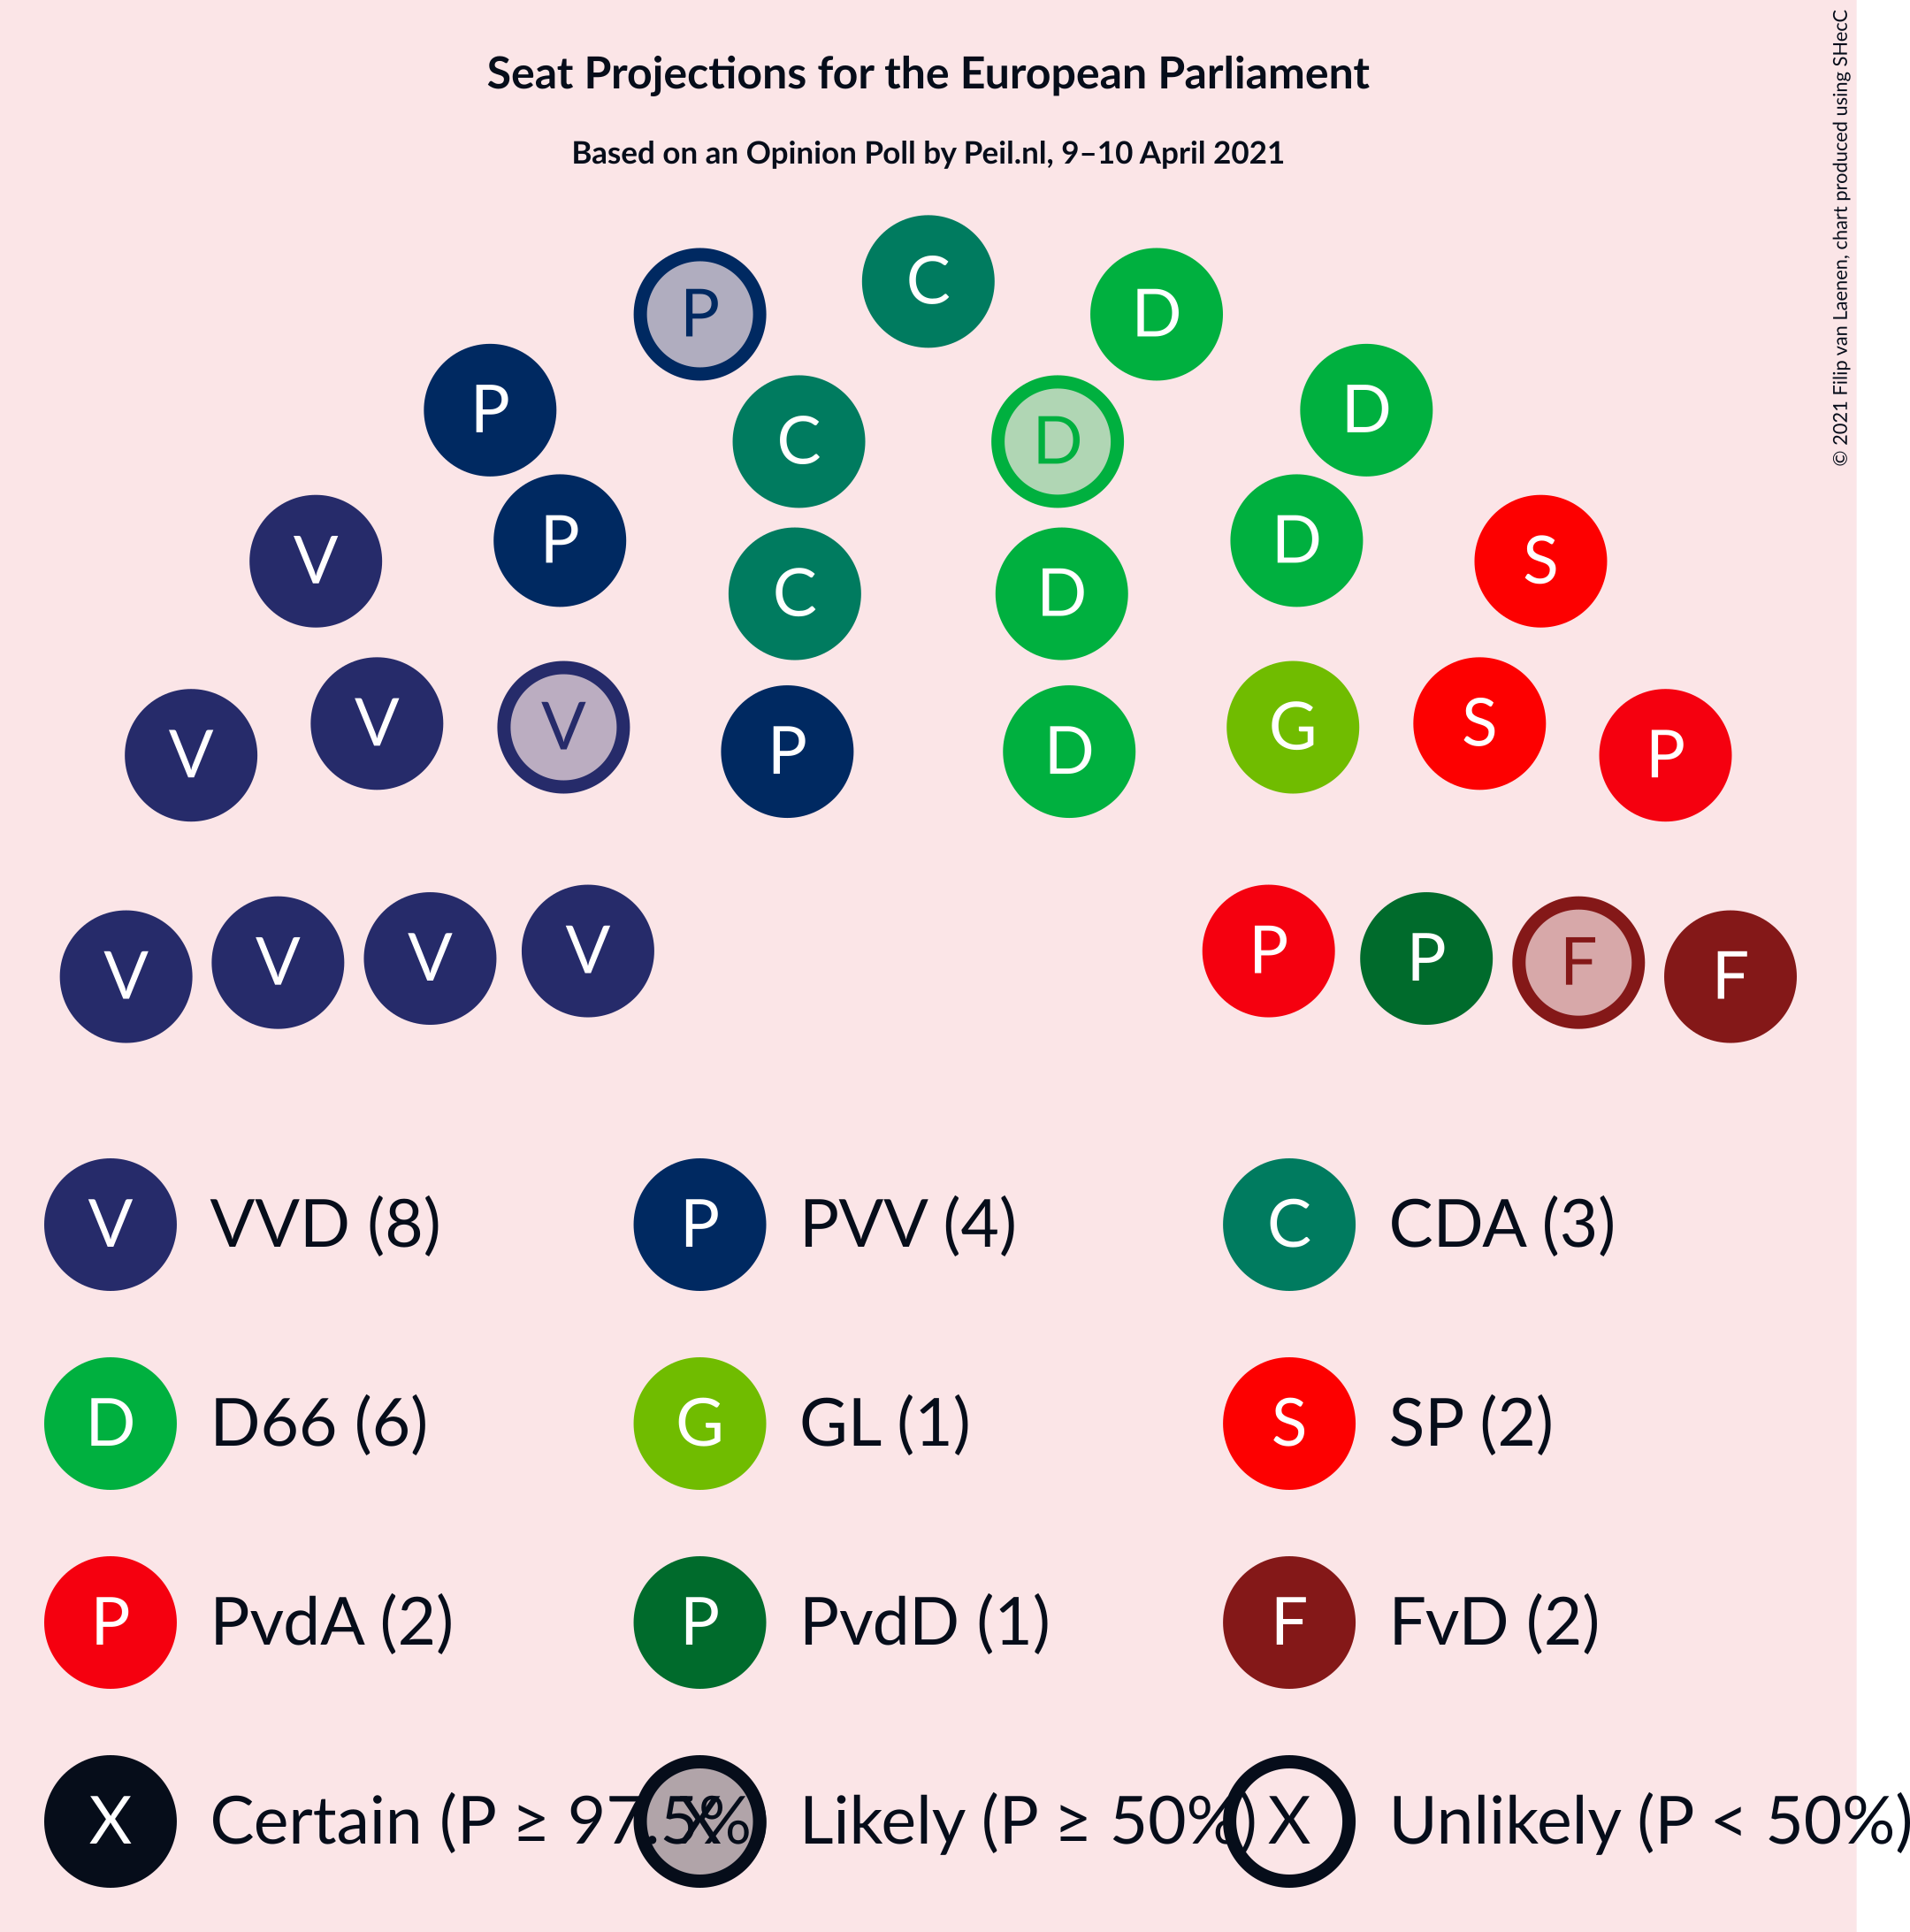 Seat Projections for the European Parliament
Based on an Opinion Poll by Peil.nl, 9–10 April 2021
© 2021 Filip van Laenen, chart produced using SHecC
C
P D
P D
C D
P D
V S
C D
V S
V G
V P
P D
V P
V P
V F
V F
V VVD (8) P PVV (4) C CDA (3)
D D66 (6) G GL (1) S SP (2)
P PvdA (2) P PvdD (1) F FvD (2)
X Certain (P ≥ 97.5% X Likely (P ≥ 50%) X Unlikely (P < 50%)